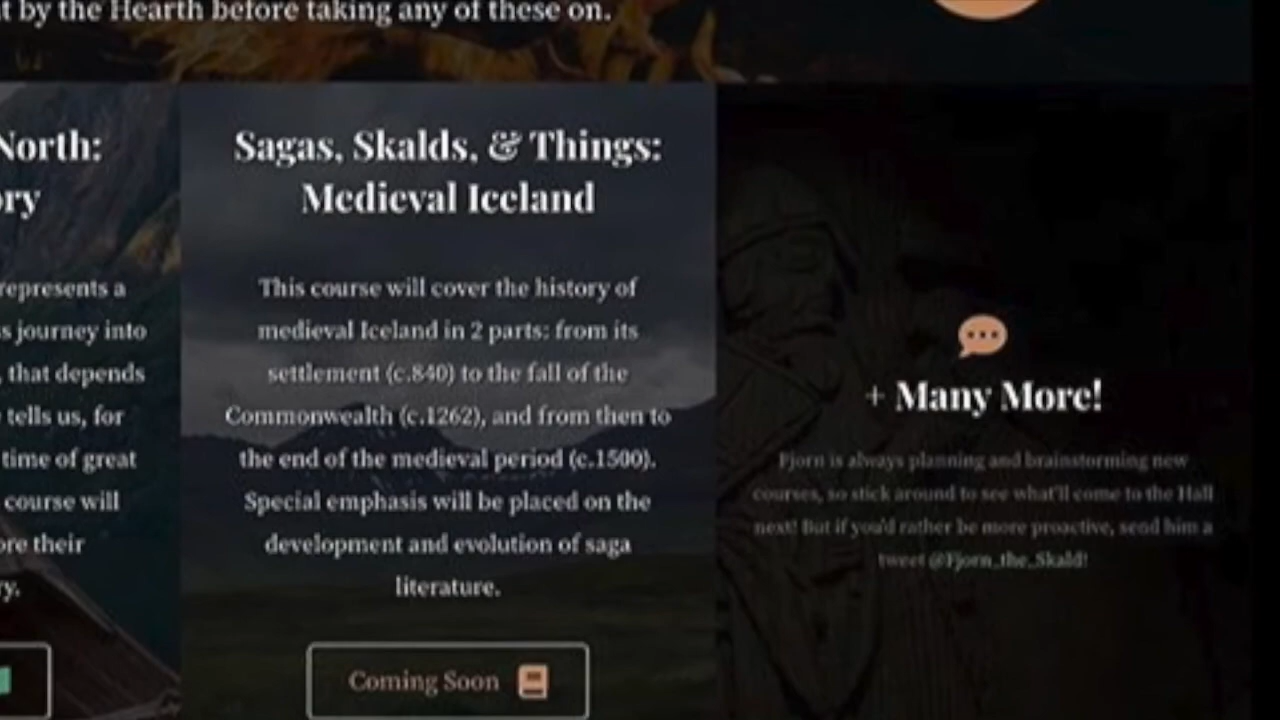 t by the Hearth before taking any of these on.
North:
ory
represents a
s journey into
, that depends
tells us, for
time of great
course will
ore their
y.
Sagas, Skalds, & Things:
Medieval Iceland
This course will cover the history of
medieval Iceland in 2 parts: from its
settlement (c.840) to the fall of the
Commonwealth (c.1262), and from then to
the end of the medieval period (c.1500).
Special emphasis will be placed on the
development and evolution of saga
literature.
Coming Soon
+ Many More!
Fjorn is always planning and brainstorming new
courses, so stick around to see what'll come to the Hall
next! But if you'd rather be more proactive, send him a
tweet @Fjorn_the_Skald!